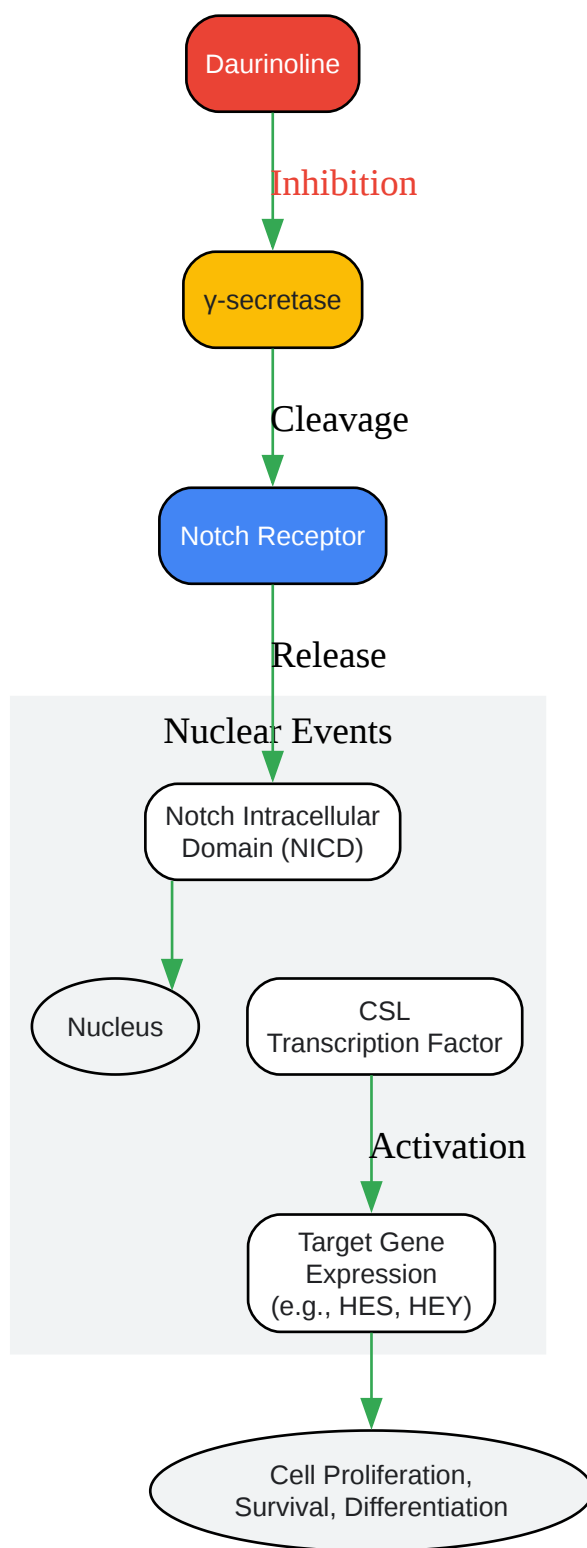 Daurinoline
Inhibition
γ-secretase
Cleavage
Notch Receptor
Release
Nuclear Events
Notch Intracellular
Domain (NICD)
Nucleus
CSL
Transcription Factor
Activation
Target Gene
Expression
(e.g., HES, HEY)
Cell Proliferation,
Survival, Differentiation